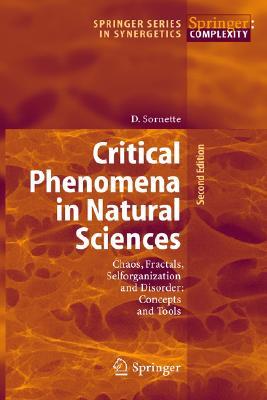 SPRINGER SERIES
IN SYNERGETICS
Springer:
COMPLEXITY
D. Sornette
Critical
Phenomena
in Natural
Sciences
Second Edition
Chaos, Fractals,
Selforganization
and Disorder:
Concepts
and Tools
Springer